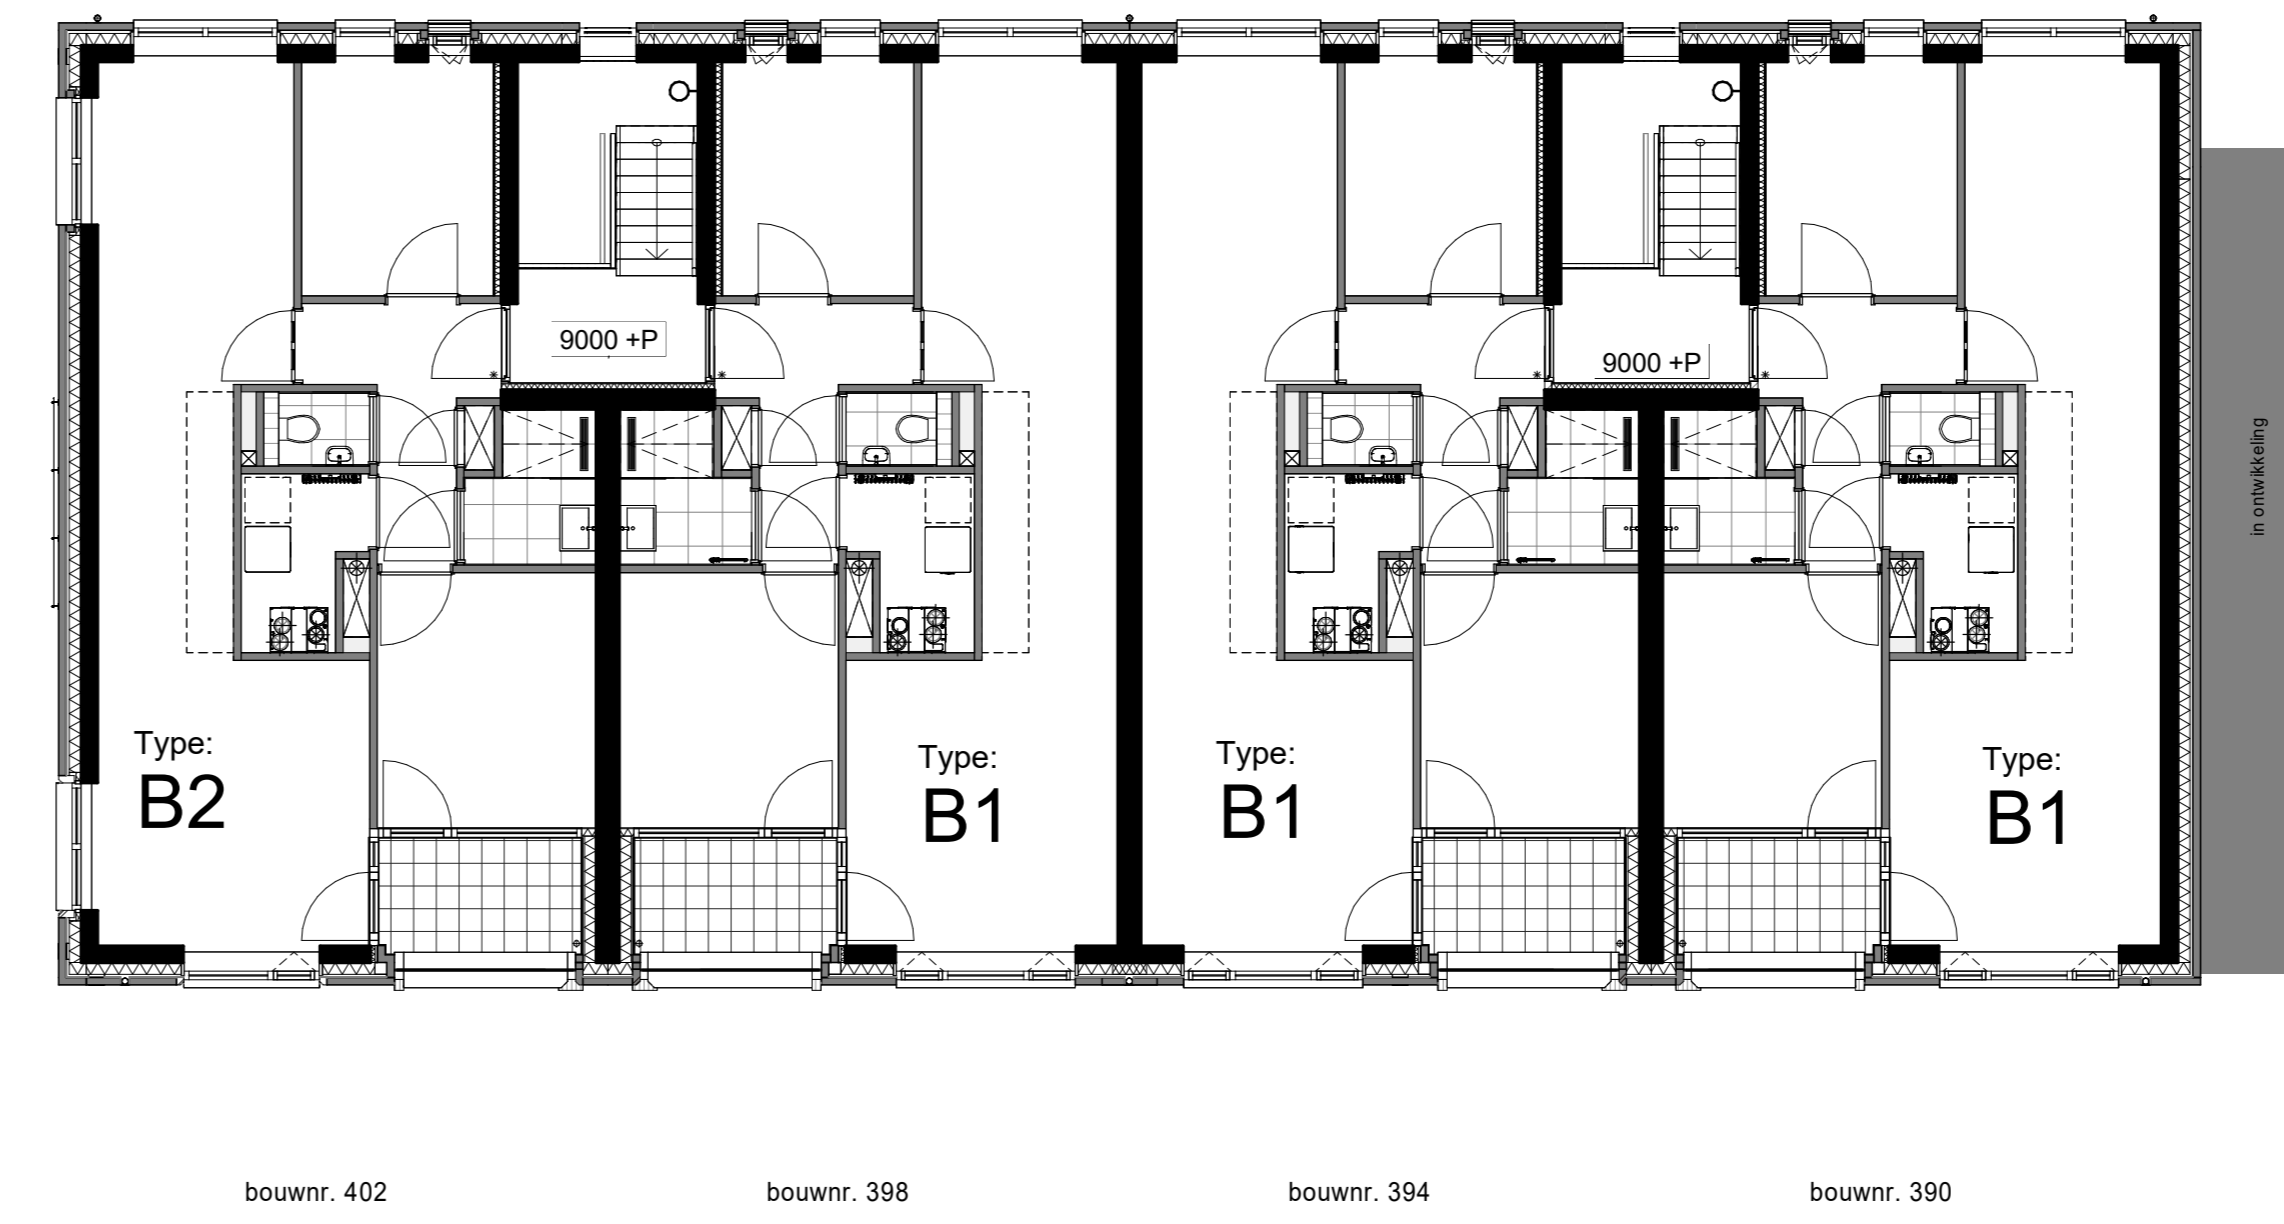 9000 +P
9000 +P
in ontwikkeling
Type:
B2
Type:
B1
Type:
B1
Type:
B1
bouwnr. 402
bouwnr. 398
bouwnr. 394
bouwnr. 390